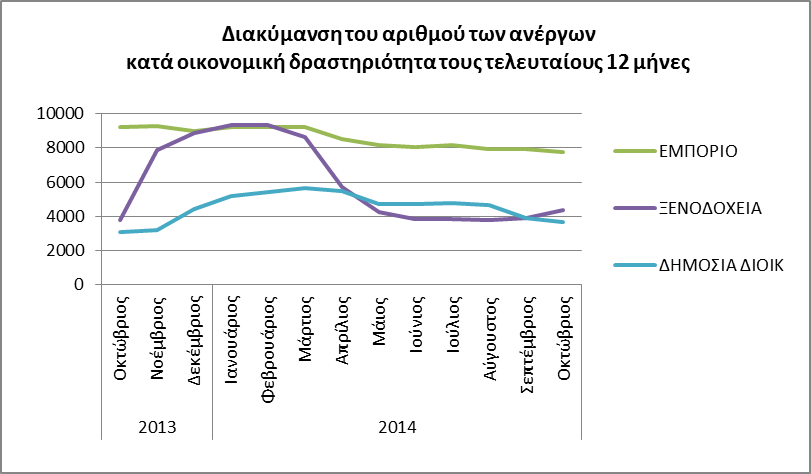 Διακύμανση του αριθμού των ανέργων
κατά οικονομική δραστηριότητα τους τελευταίους 12 μήνες
10000
8000
6000
4000
2000
0
ΕΜΠΟΡΙΟ
ΞΕΝΟΔΟΧΕΙΑ
ΔΗΜΟΣΙΑ ΔΙΟΙΚ
Οκτώβριος
Νοέμβριος
Δεκέμβριος
Ιανουάριος
Φεβρουάριος
Μάρτιος
Απρίλιος
Μάιος
Ιούνιος
Ιούλιος
Αύγουστος
Σεπτέμβριος
Οκτώβριος
2013
2014